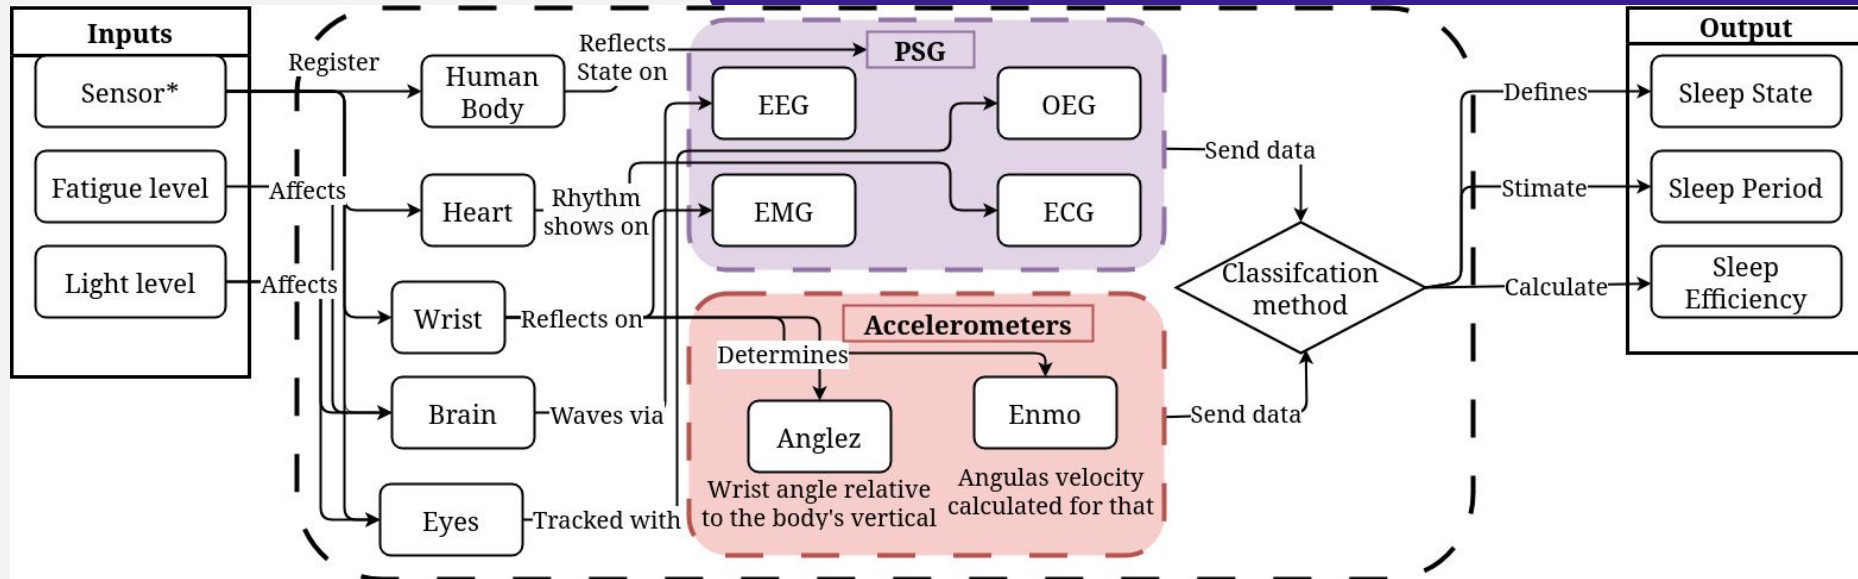 Inputs
Sensor*
Fatigue level
Light level
Register
Affects
Affects
Human
Body
Heart
Wrist
Brain
Eyes
Reflects
State on
Rhythm
shows on
Reflects on
Waves via
Tracked with
PSG
EEG
OEG
EMG
ECG
Accelerometers
Determines
Anglez
Wrist angle relative
to the body's vertical
Enmo
Angulas velocity
calculated for that
Send data
Send data
Classifcation
method
Defines
Stimate
Calculate
Output
Sleep State
Sleep Period
Sleep
Efficiency